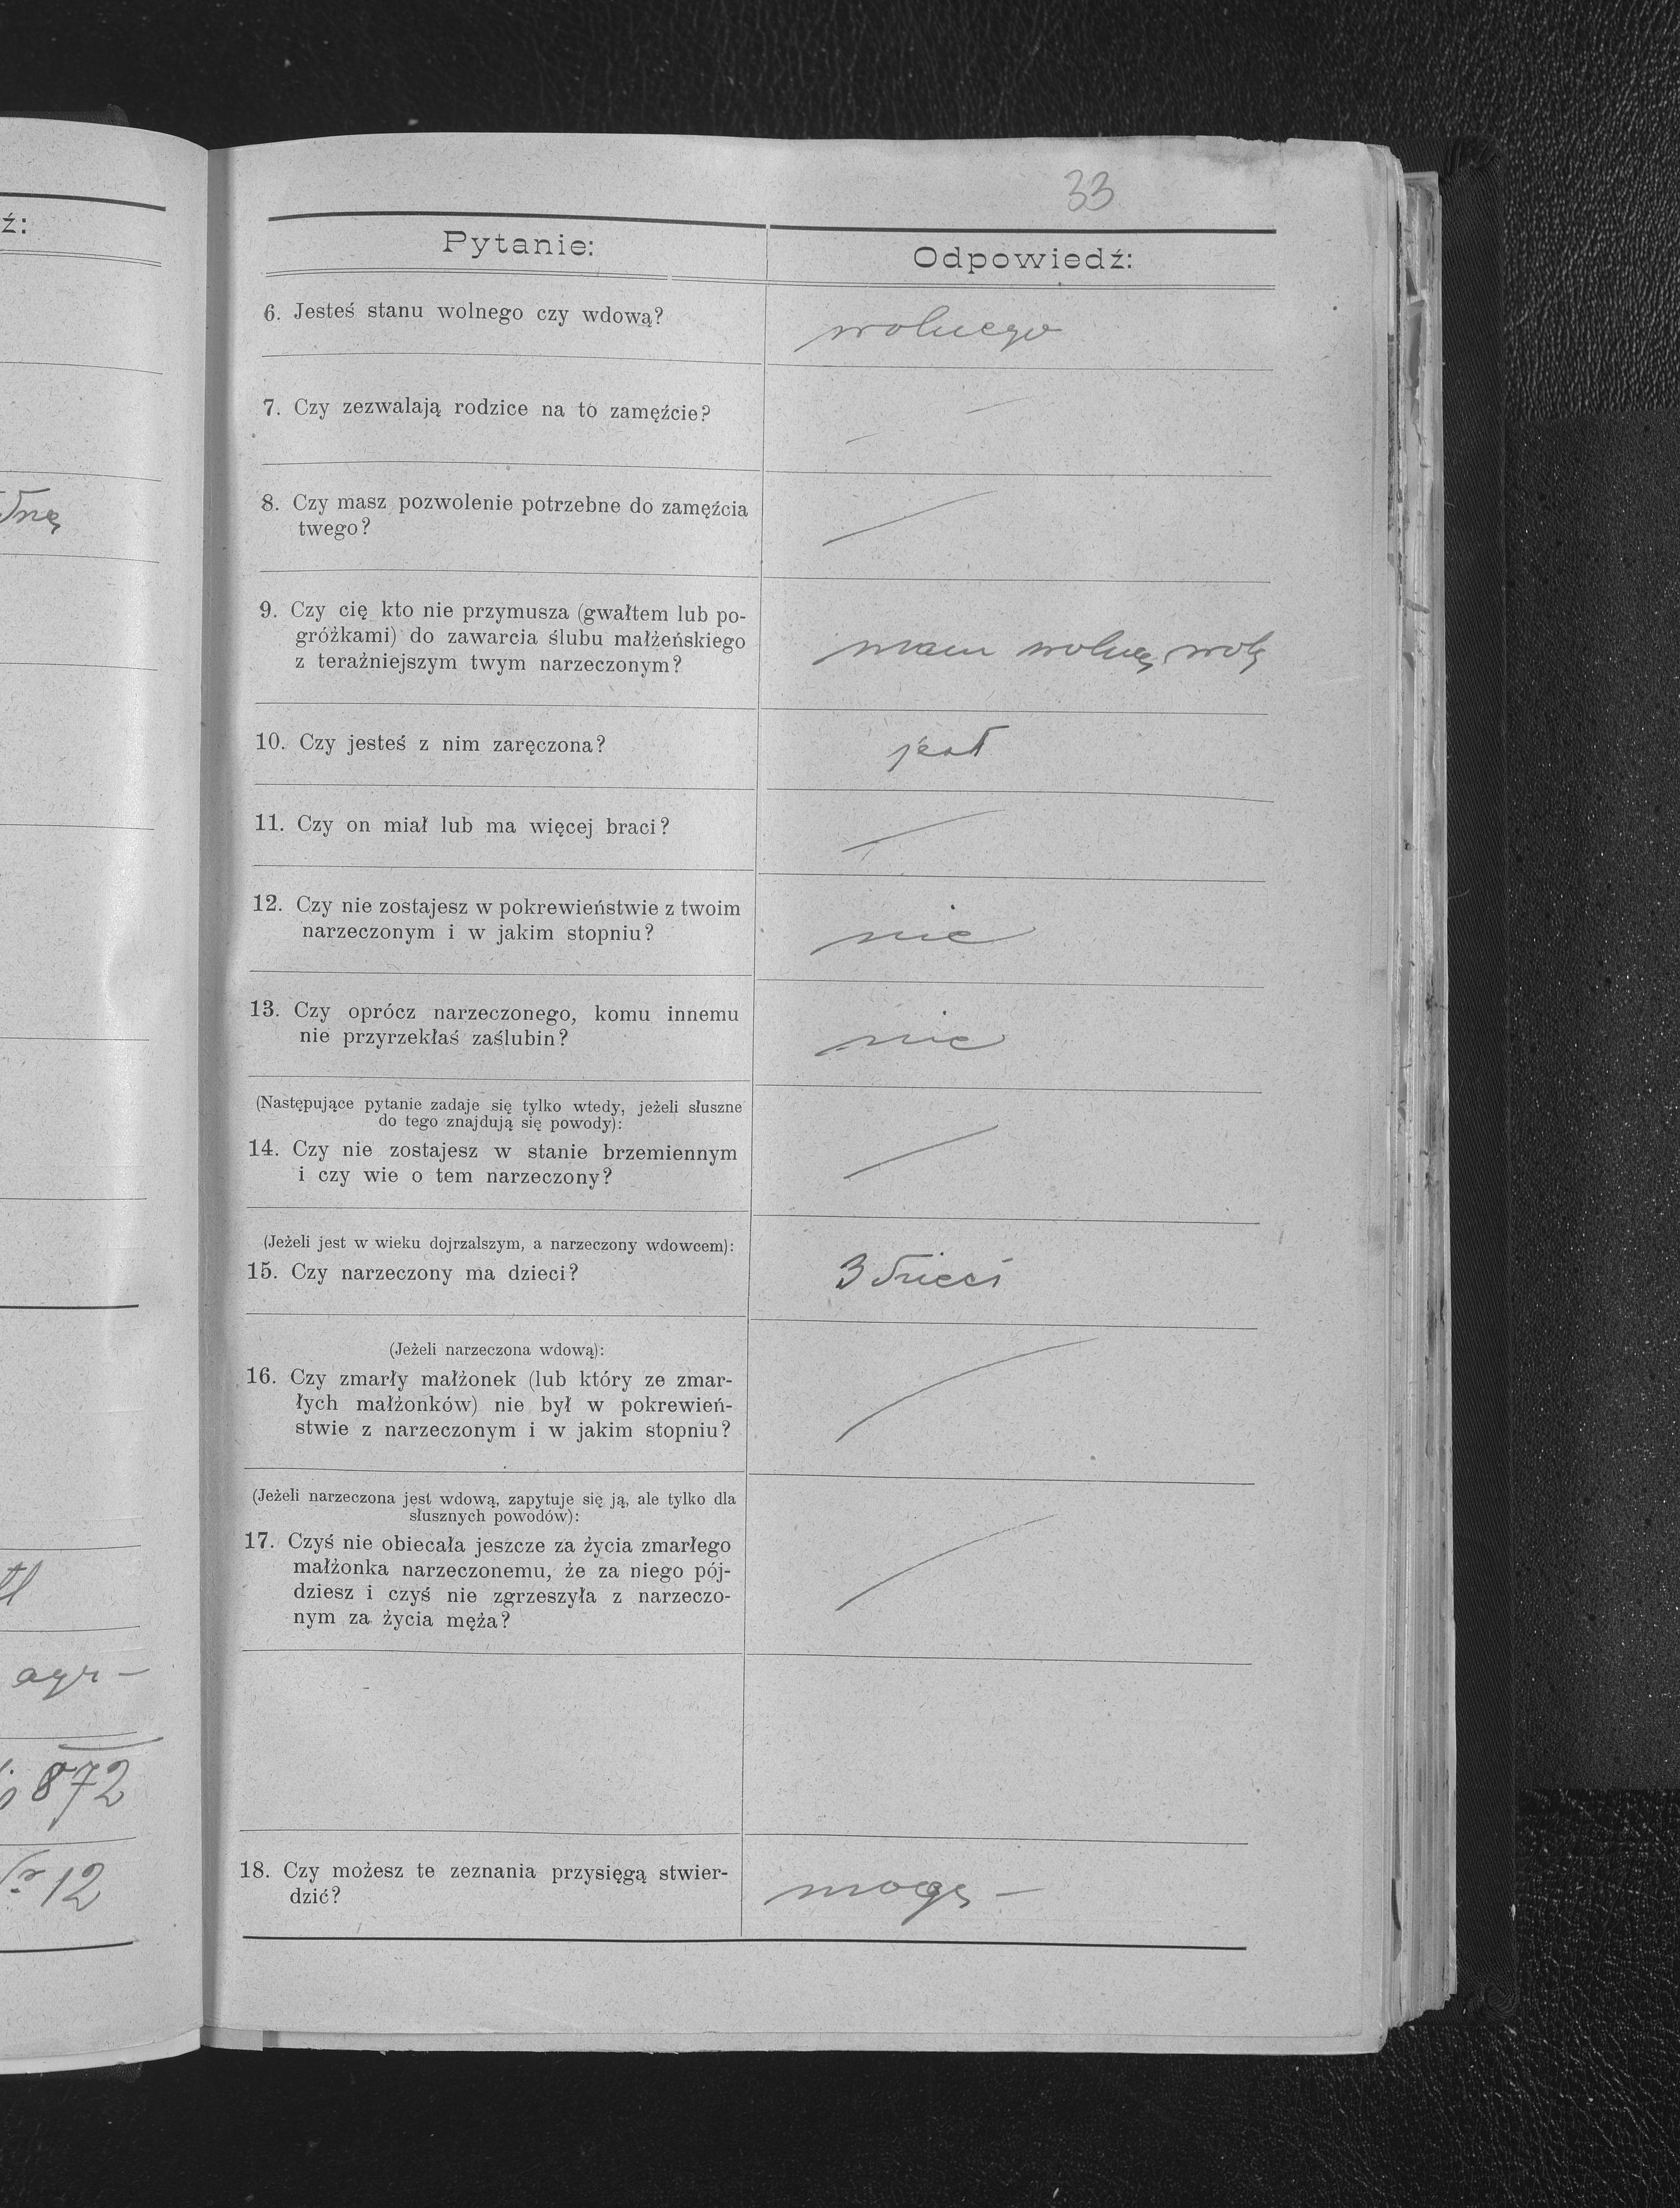 33
ź:
Pytanie:
Odpowiedź:
6. Jesteś stanu wolnego czy wdową?
wolnego
7. Czy zezwalają rodzice na to zamęźcie?
—
8. Czy masz pozwolenie potrzebne do zamęźcia
twego?
—
9. Czy cię kto nie przymusza (gwałtem lub po-
gróżkami) do zawarcia ślubu małżeńskiego
z teraźniejszym twym narzeczonym?
mam wolną wolę
10. Czy jesteś z nim zaręczona?
jest
11. Czy on miał lub ma więcej braci?
—
12. Czy nie zostajesz w pokrewieństwie z twoim
narzeczonym i w jakim stopniu?
nie
13. Czy oprócz narzeczonego, komu innemu
nie przyrzekłaś zaślubin?
nie
(Następujące pytanie zadaje się tylko wtedy, jeżeli słuszne
do tego znajdują się powody):
14. Czy nie zostajesz w stanie brzemiennym
i czy wie o tem narzeczony?
—
(Jeżeli jest w wieku dojrzalszym, a narzeczony wdowcem):
15. Czy narzeczony ma dzieci?
3 dzieci
(Jeżeli narzeczona wdową):
16. Czy zmarły małżonek (lub który ze zmar-
łych małżonków) nie był w pokrewień-
stwie z narzeczonym i w jakim stopniu?
—
(Jeżeli narzeczona jest wdową, zapytuje się ją, ale tylko dla
słusznych powodów):
17. Czyś nie obiecała jeszcze za życia zmarłego
małżonka narzeczonemu, że za niego pój-
dziesz i czyś nie zgrzeszyła z narzeczo-
nym za życia męża?
—
agr —
872
Nr 12
18. Czy możesz te zeznania przysięgą stwier-
dzić?
mogę —